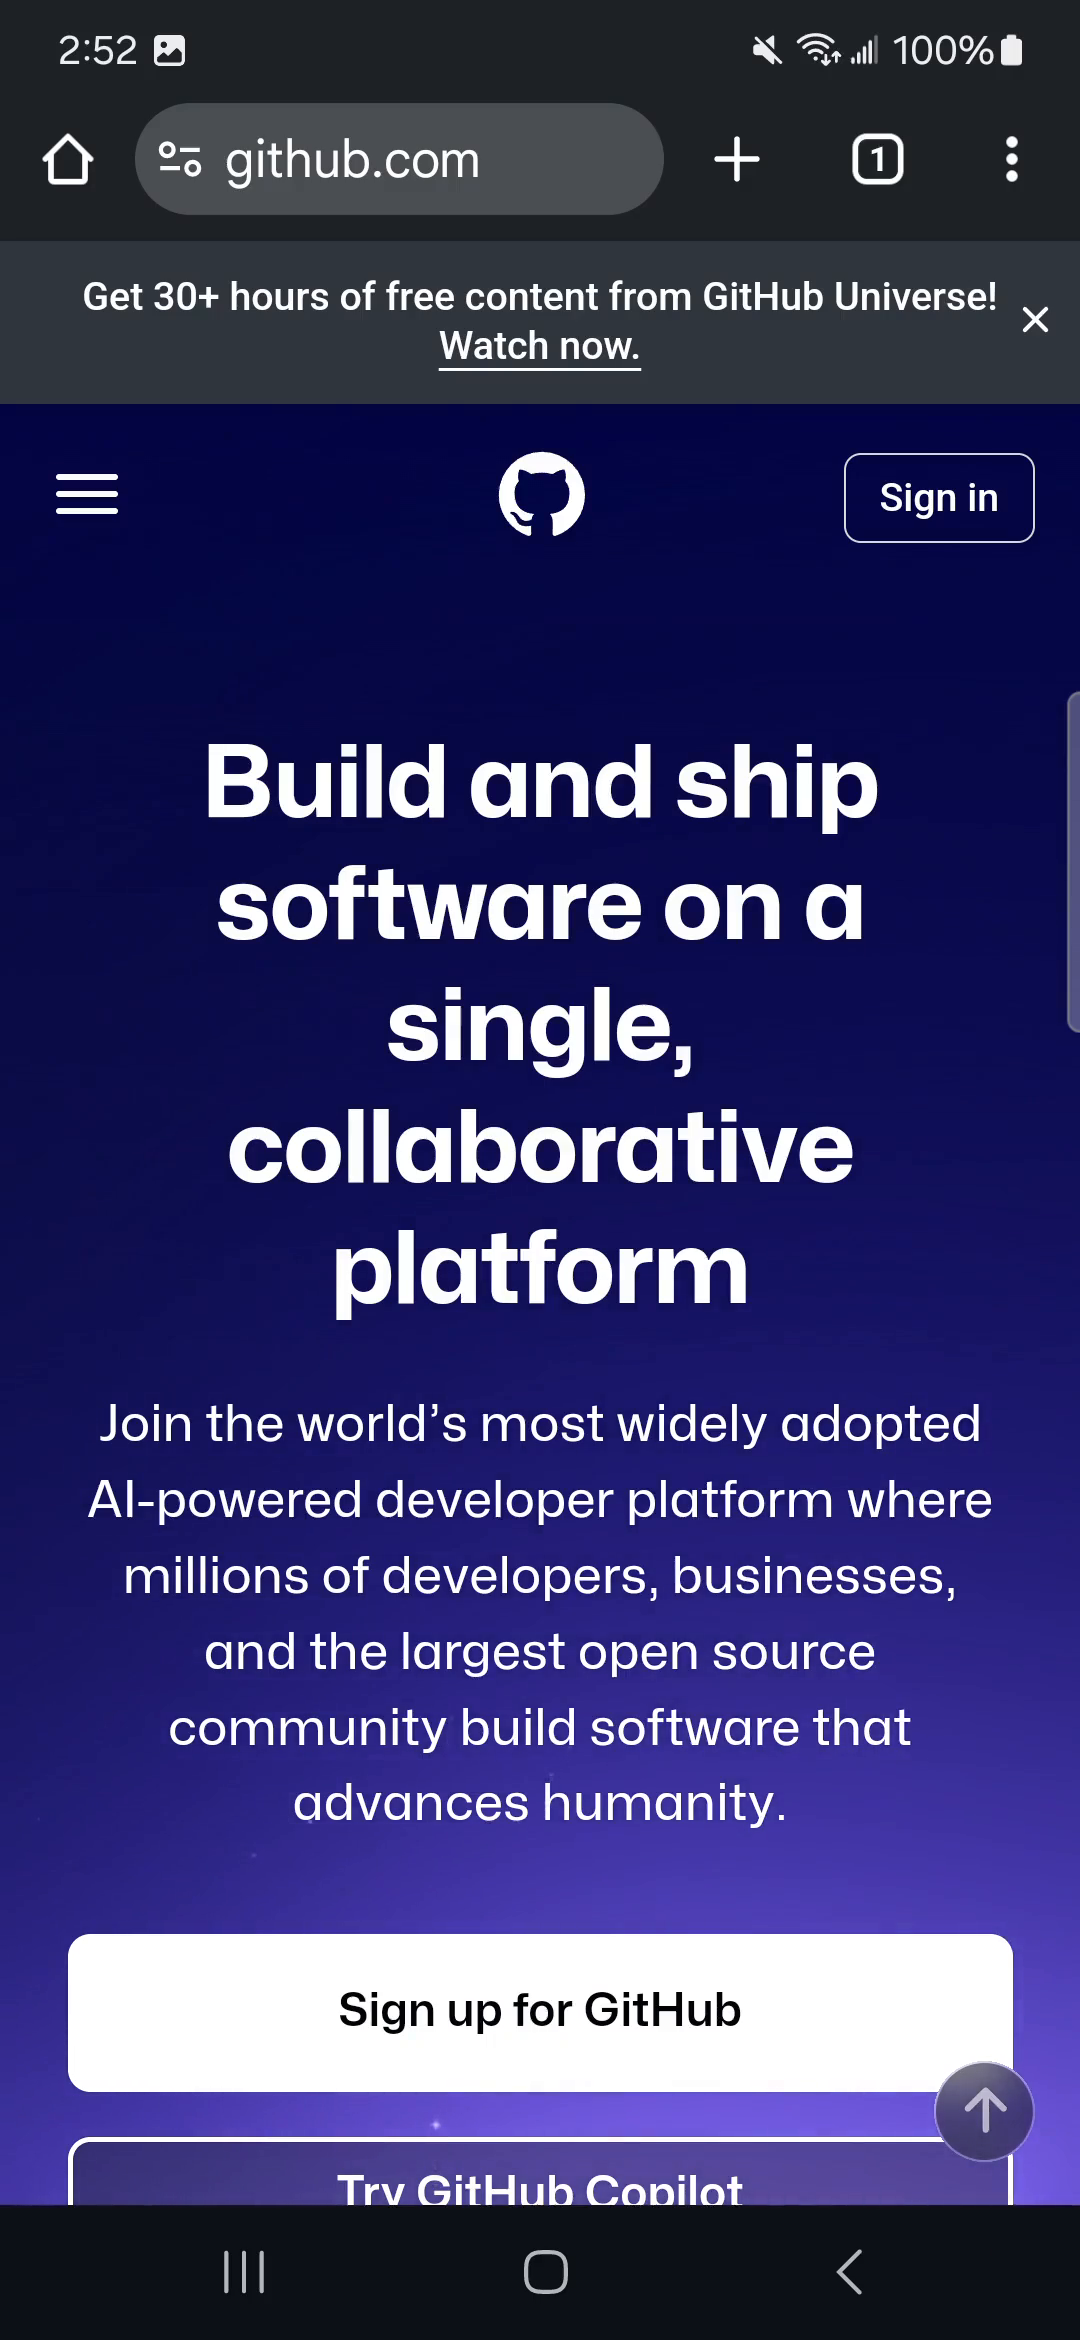 2:52
100%
github.com
1
Get 30+ hours of free content from GitHub Universe!
Watch now.
Sign in
Build and ship
software on a
single,
collaborative
platform
Join the world’s most widely adopted
AI-powered developer platform where
millions of developers, businesses,
and the largest open source
community build software that
advances humanity.
Sign up for GitHub
Try GitHub Copilot